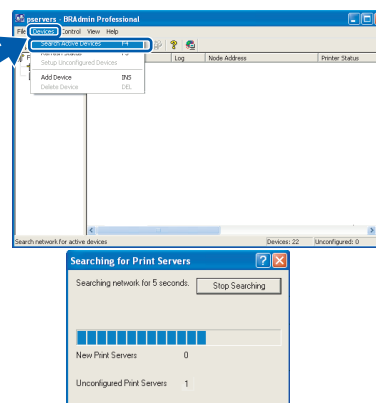 pservers - BRAdmin Professional
File Devices Control View Help
Search Active Devices F4
Setup Unconfigured Devices
Add Device INS
Delete Device DEL
Log Node Address Printer Status
Search network for active devices Devices: 22 Unconfigured: 0
Searching for Print Servers
Searching network for 5 seconds. Stop Searching
New Print Servers 0
Unconfigured Print Servers 1